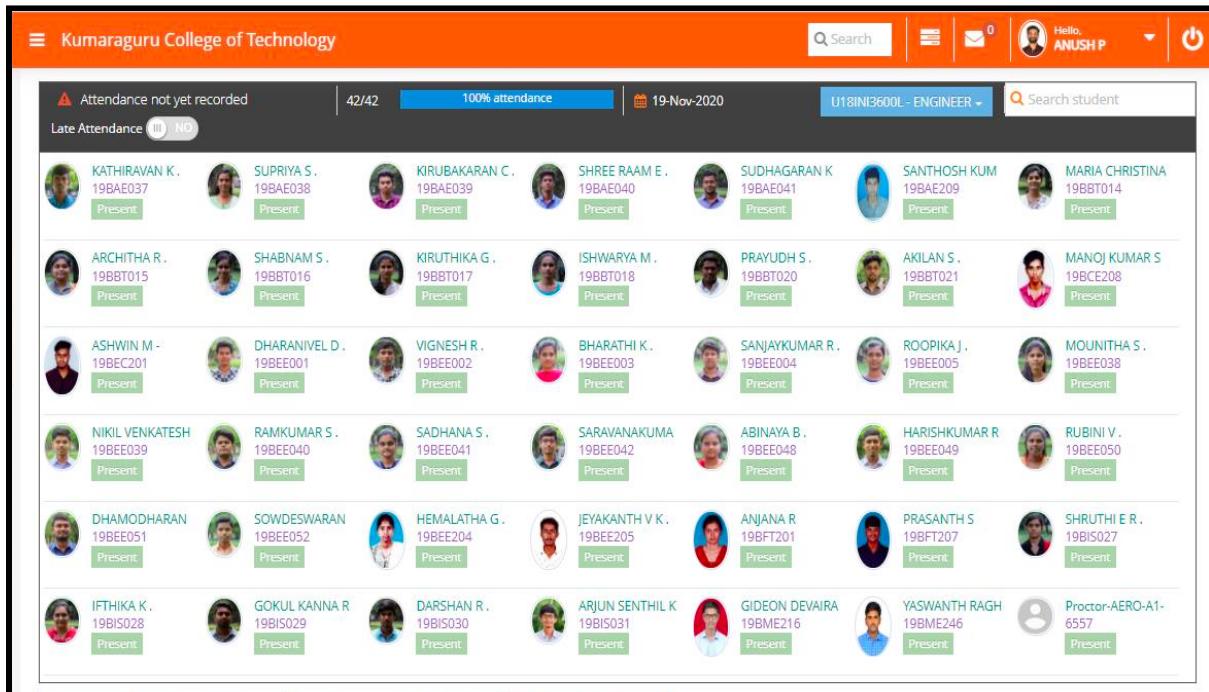 Kumaraguru College of Technology
Search
0
Hello,
ANUSH P
Attendance not yet recorded
42/42
100% attendance
19-Nov-2020
U18INI3600L - ENGINEER
Search student
Late Attendance
NO
KATHIRAVAN K . SUPRIYA S . KIRUBAKARAN C . SHREE RAAM E . SUDHAGARAN K SANTHOSH KUM MARIA CHRISTINA
19BAE037 19BAE038 19BAE039 19BAE040 19BAE041 19BAE209 19BBT014
Present Present Present Present Present Present Present
ARCHITHA R . SHABNAM S . KIRUTHIKA G . ISHWARYA M . PRAYUDH S . AKILAN S . MANOJ KUMAR S
19BBT015 19BBT016 19BBT017 19BBT018 19BBT020 19BBT021 19BCE208
Present Present Present Present Present Present Present
ASHWIN M - DHARANIVEL D . VIGNESH R . BHARATHI K . SANJAYKUMAR R . ROOPIKA J . MOUNITHA S .
19BEC201 19BEE001 19BEE002 19BEE003 19BEE004 19BEE005 19BEE038
Present Present Present Present Present Present Present
NIKIL VENKATESH RAMKUMAR S . SADHANA S . SARAVANAKUMA ABINAYA B . HARISHKUMAR R RUBINI V .
19BEE039 19BEE040 19BEE041 19BEE042 19BEE048 19BEE049 19BEE050
Present Present Present Present Present Present Present
DHAMODHARAN SOWDESWARAN HEMALATHA G . JEYAKANTH V K . ANJANA R PRASANTH S SHRUTHI E R .
19BEE051 19BEE052 19BEE204 19BEE205 19BFT201 19BFT207 19BIS027
Present Present Present Present Present Present Present
IFTHIKA K . GOKUL KANNA R DARSHAN R . ARJUN SENTHIL K GIDEON DEVAIRA YASWANTH RAGH Proctor-AERO-A1-
19BIS028 19BIS029 19BIS030 19BIS031 19BME216 19BME246 6557
Present Present Present Present Present Present Present